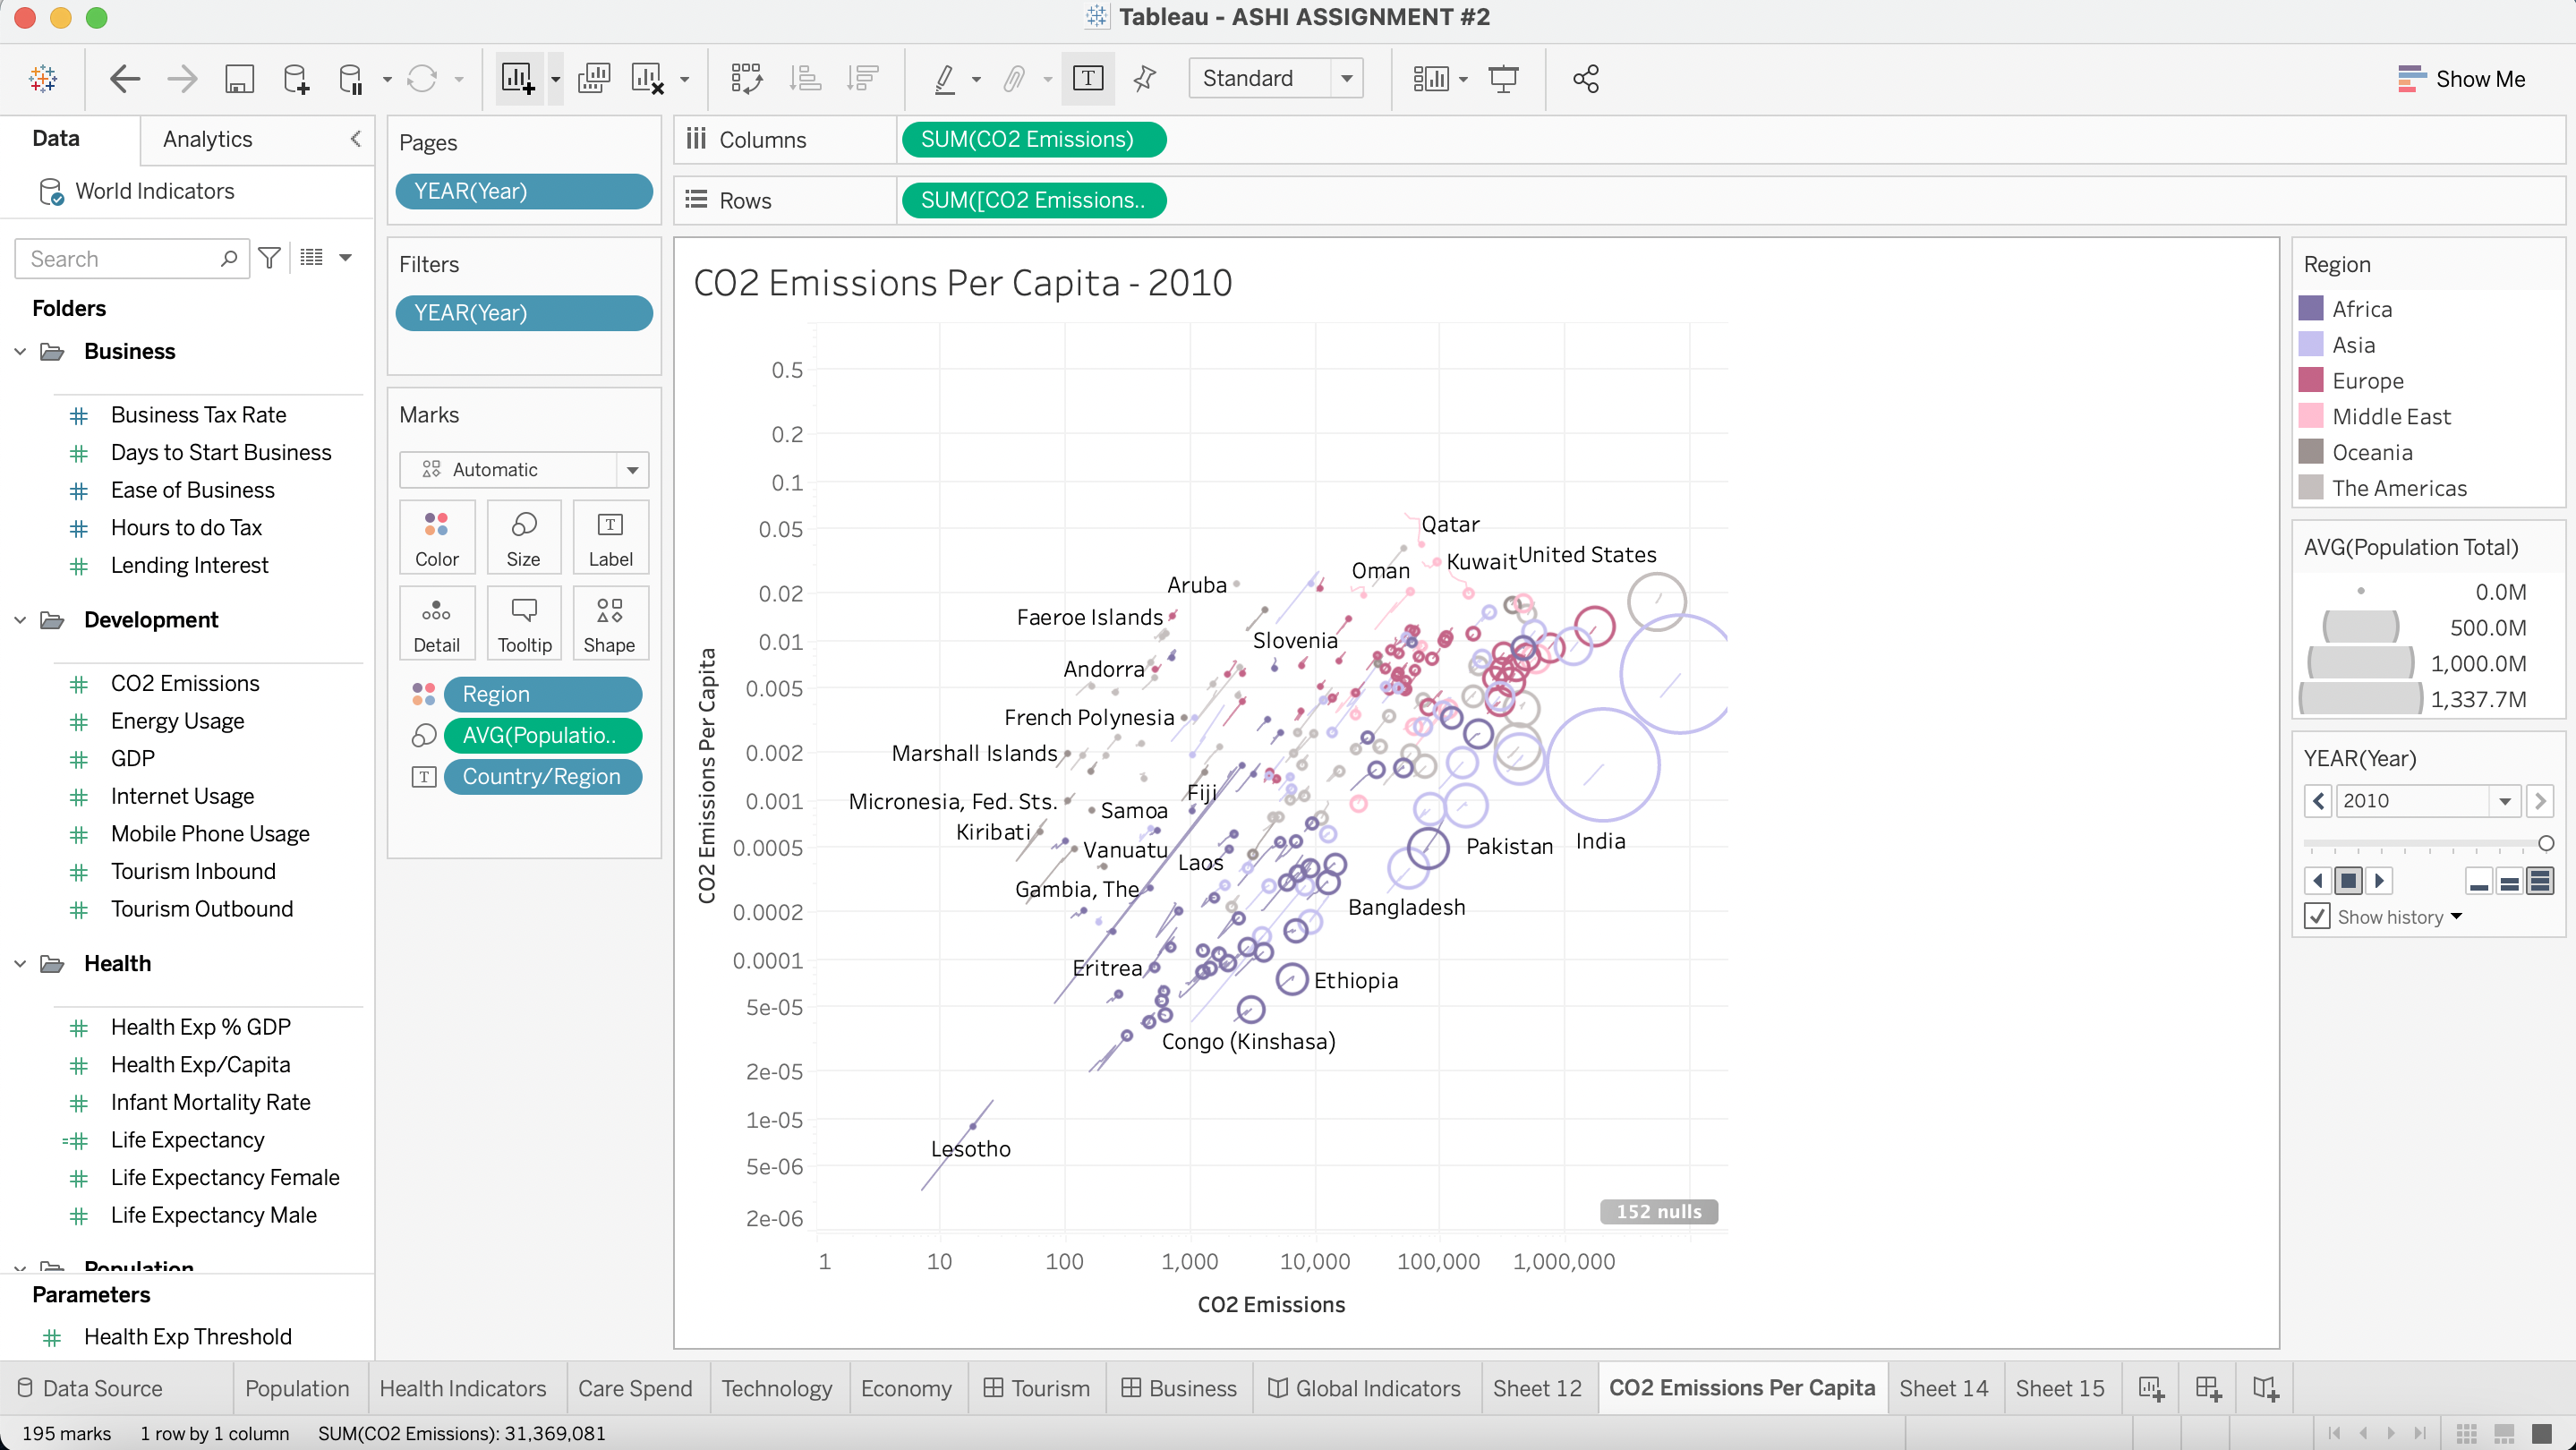 Tableau - ASHI ASSIGNMENT #2
Standard
Show Me
Data
Analytics
World Indicators
Search
Folders
Business
Business Tax Rate
Days to Start Business
Ease of Business
Hours to do Tax
Lending Interest
Development
CO2 Emissions
Energy Usage
GDP
Internet Usage
Mobile Phone Usage
Tourism Inbound
Tourism Outbound
Health
Health Exp % GDP
Health Exp/Capita
Infant Mortality Rate
Life Expectancy
Life Expectancy Female
Life Expectancy Male
Population
Parameters
Health Exp Threshold
Pages
YEAR(Year)
Filters
YEAR(Year)
Marks
Automatic
Color
Size
Label
Detail
Tooltip
Shape
Region
AVG(Populatio..
Country/Region
Columns
SUM(CO2 Emissions)
Rows
SUM([CO2 Emissions..
CO2 Emissions Per Capita - 2010
0.5
0.2
0.1
0.05
0.02
0.01
0.005
0.002
0.001
0.0005
0.0002
0.0001
5e-05
2e-05
1e-05
5e-06
2e-06
CO2 Emissions Per Capita
Qatar
United States
Kuwait
Oman
Aruba
Faeroe Islands
Slovenia
Andorra
French Polynesia
Marshall Islands
Fiji
Micronesia, Fed. Sts.
Samoa
Kiribati
India
Pakistan
Vanuatu
Laos
Gambia, The
Bangladesh
Eritrea
Ethiopia
Congo (Kinshasa)
Lesotho
152 nulls
1
10
100
1,000
10,000
100,000
1,000,000
CO2 Emissions
Region
Africa
Asia
Europe
Middle East
Oceania
The Americas
AVG(Population Total)
0.0M
500.0M
1,000.0M
1,337.7M
YEAR(Year)
2010
Show history
Data Source
Population
Health Indicators
Care Spend
Technology
Economy
Tourism
Business
Global Indicators
Sheet 12
CO2 Emissions Per Capita
Sheet 14
Sheet 15
195 marks
1 row by 1 column
SUM(CO2 Emissions): 31,369,081